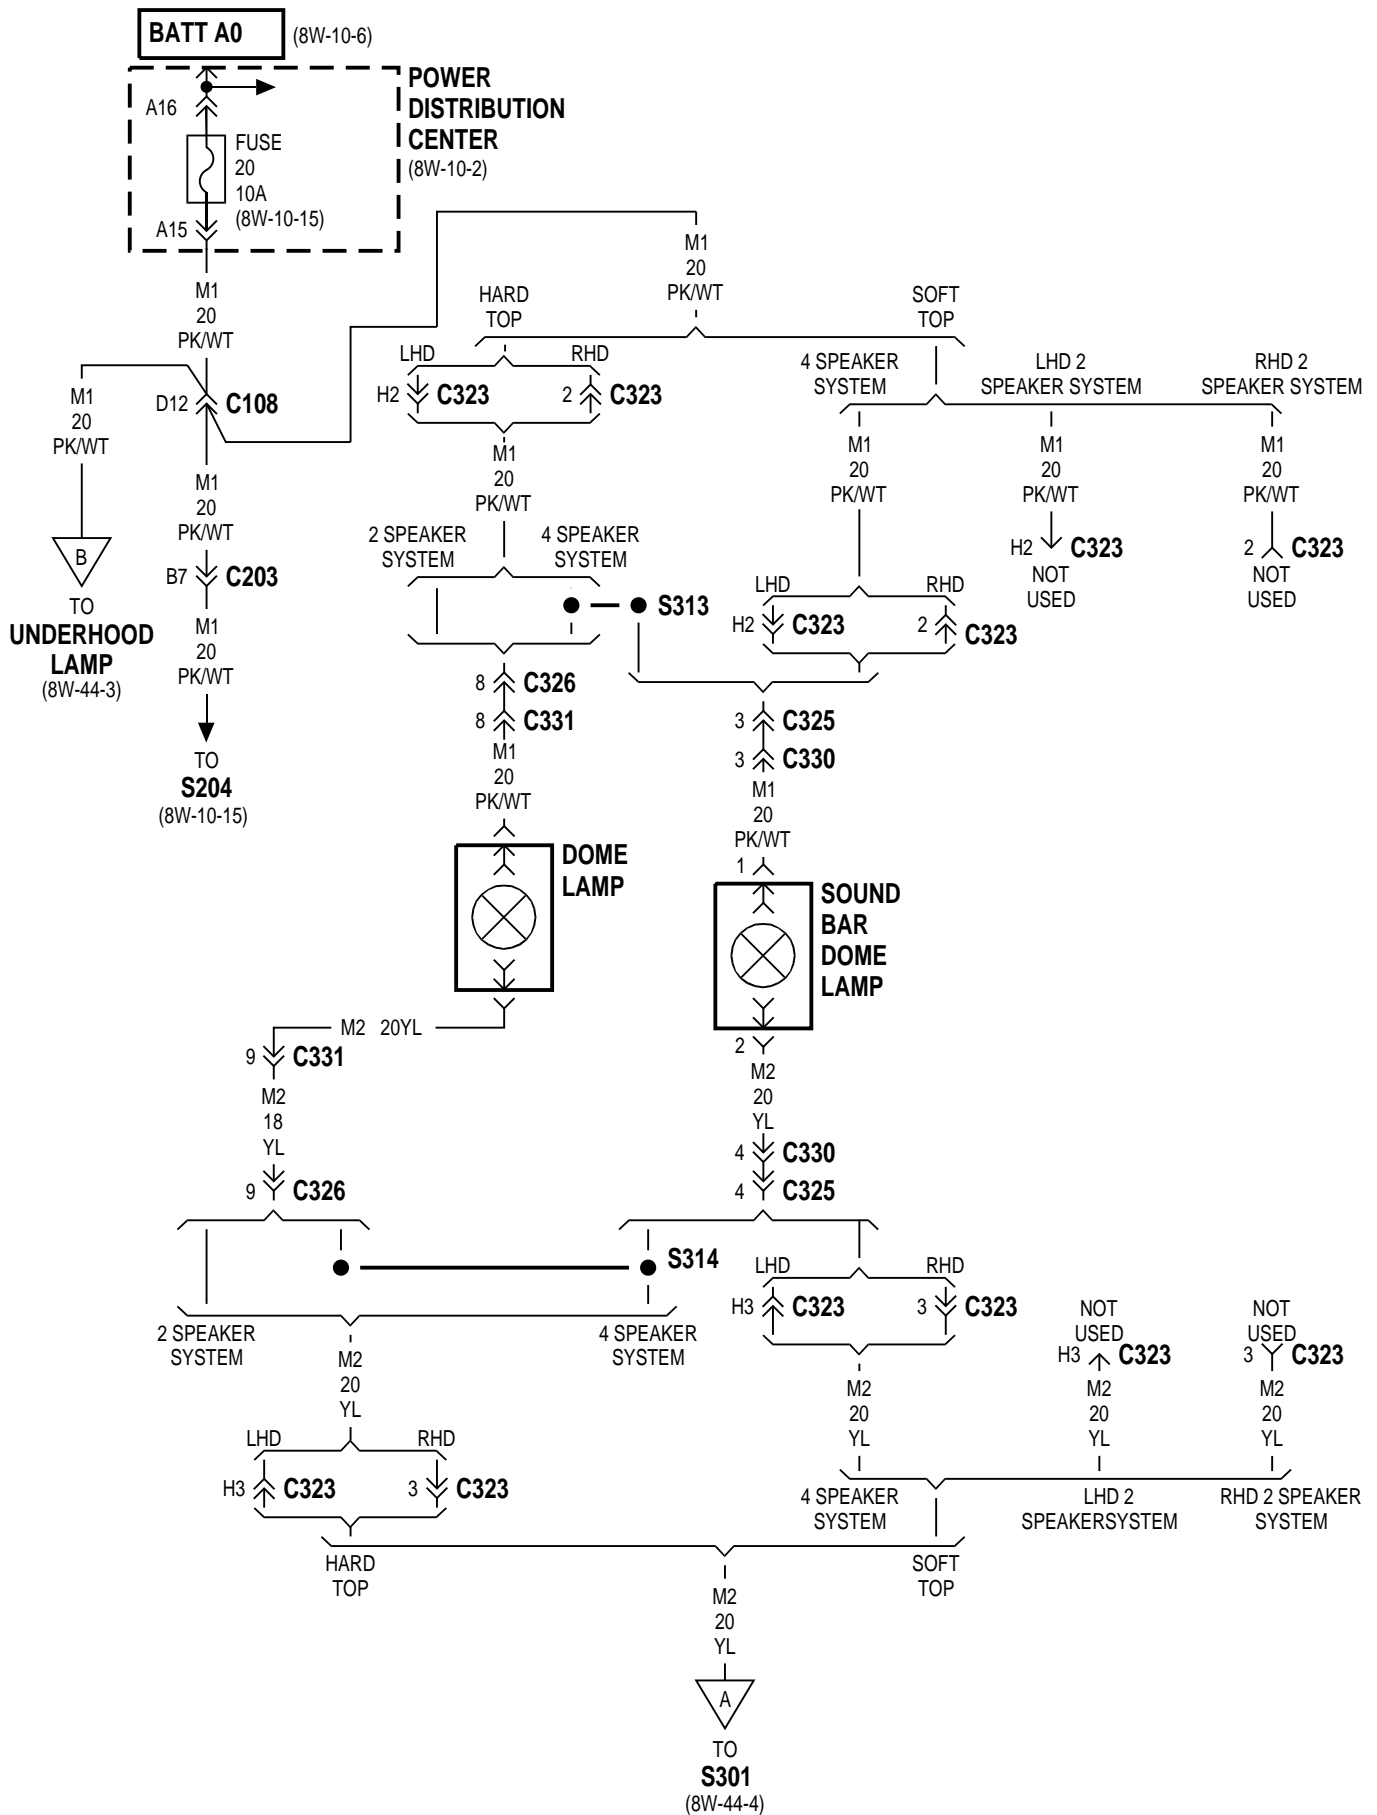 BATT A0
(8W-10-6)
POWER
DISTRIBUTION
CENTER
(8W-10-2)
A16
FUSE
20
10A
(8W-10-15)
A15
M1
20
PK/WT
M1
20
PK/WT
HARD
TOP
SOFT
TOP
LHD
RHD
H2
C323
2
C323
4 SPEAKER
SYSTEM
LHD 2
SPEAKER SYSTEM
RHD 2
SPEAKER SYSTEM
M1
20
PK/WT
D12
C108
M1
20
PK/WT
M1
20
PK/WT
M1
20
PK/WT
M1
20
PK/WT
M1
20
PK/WT
B
TO
UNDERHOOD
LAMP
(8W-44-3)
B7
C203
M1
20
PK/WT
TO
S204
(8W-10-15)
2 SPEAKER
SYSTEM
4 SPEAKER
SYSTEM
S313
H2
C323
NOT
USED
2
C323
NOT
USED
LHD
RHD
H2
C323
2
C323
8
C326
8
C331
M1
20
PK/WT
3
C325
3
C330
M1
20
PK/WT
1
DOME
LAMP
SOUND
BAR
DOME
LAMP
M2 20YL
9
C331
M2
18
YL
9
C326
2
M2
20
YL
4
C330
4
C325
S314
2 SPEAKER
SYSTEM
4 SPEAKER
SYSTEM
LHD
RHD
H3
C323
3
C323
NOT
USED
H3
C323
NOT
USED
3
C323
M2
20
YL
M2
20
YL
M2
20
YL
M2
20
YL
LHD
RHD
H3
C323
3
C323
4 SPEAKER
SYSTEM
LHD 2
SPEAKERSYSTEM
RHD 2 SPEAKER
SYSTEM
HARD
TOP
SOFT
TOP
M2
20
YL
A
TO
S301
(8W-44-4)